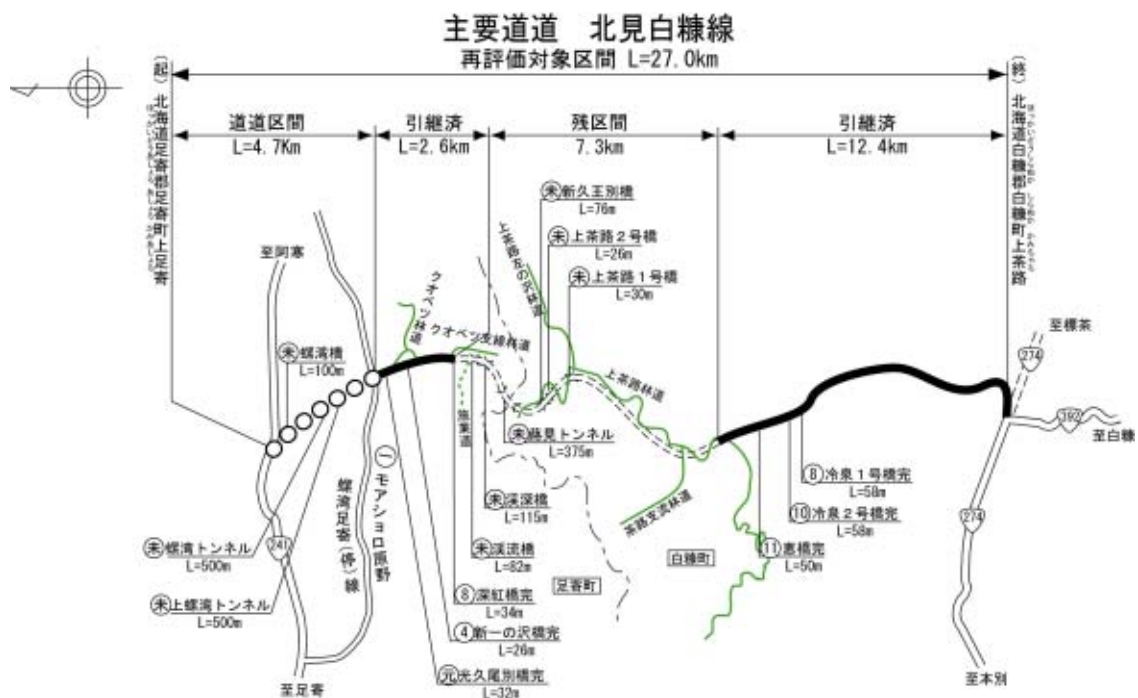 主要道道　北見白糠線
再評価対象区間 L=27.0km
(起) 北海道足寄郡足寄町上足寄
(終) 北海道白糠郡白糠町上茶路
道道区間
L=4.7Km
引継済
L=2.6km
残区間
7.3km
引継済
L=12.4km
未 新久王別橋
L=76m
未 上茶路2号橋
L=26m
未 上茶路1号橋
L=30m
至阿寒
クオベツ林道
クオベツ支線林道
上茶路林道
至標茶
274
392
至白糠
未 螺湾橋
L=100m
施業道
未 藤見トンネル
L=375m
未 渓深橋
L=115m
未 渓流橋
L=82m
茶路支流林道
白糠町
足寄町
⑧ 冷泉1号橋完
L=58m
⑩ 冷泉2号橋完
L=58m
⑪ 恵橋完
L=50m
274
至本別
未 螺湾トンネル
L=500m
未 上螺湾トンネル
L=500m
241
螺湾足寄(停)線
㊀ モアショロ原野
⑧ 深紅橋完
L=34m
④ 新一の沢橋完
L=26m
元 光久尾別橋完
L=32m
至足寄